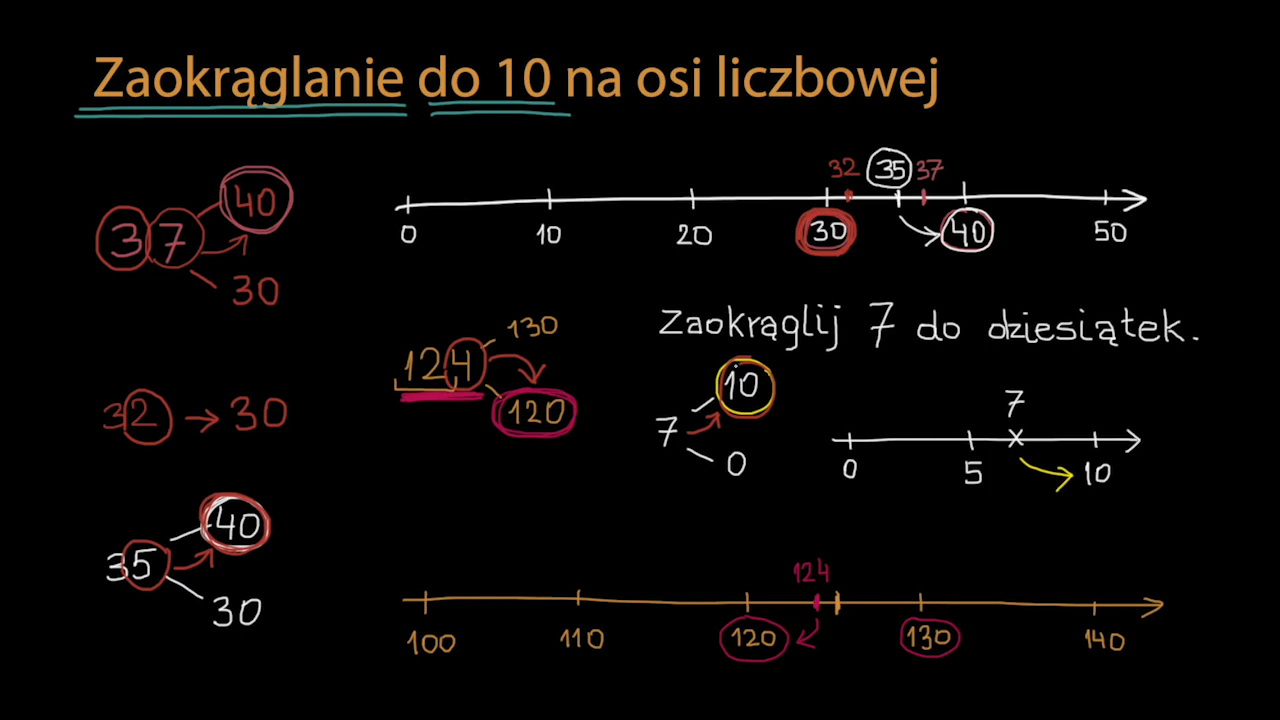 Zaokrąglanie do 10 na osi liczbowej
40
37
30
32 35 37
0 10 20 30 40 50
Zaokrąglij 7 do dziesiątek.
130
124
120
10
7
0
7
0 5 10
32 → 30
40
35
30
124
100 110 120 130 140